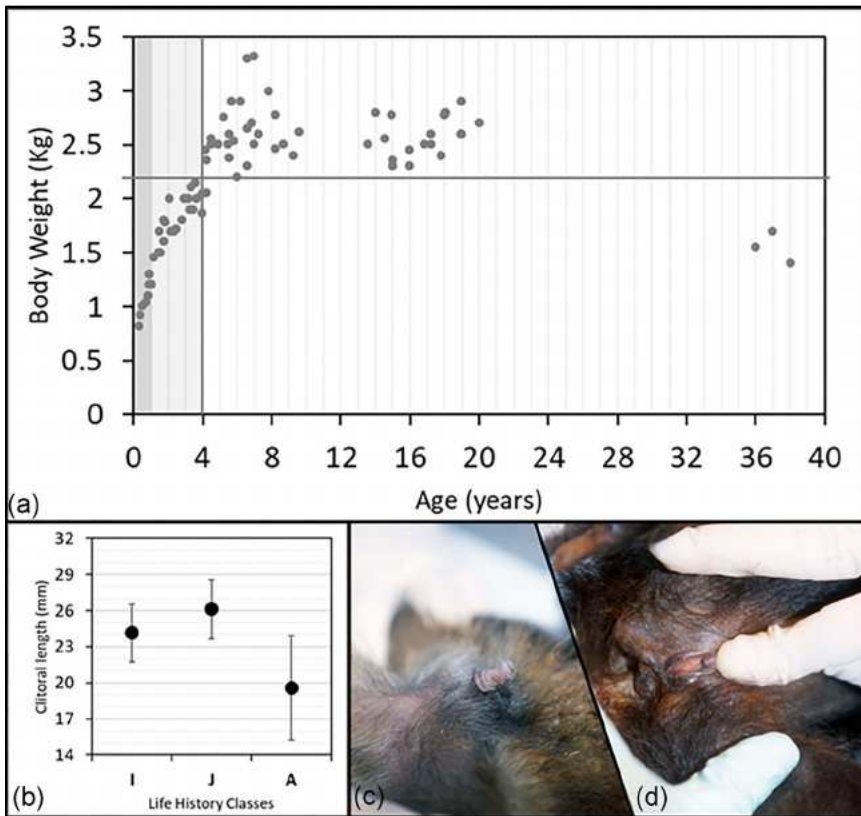 3.5
3
2.5
2
1.5
1
0.5
0
Body Weight (Kg)
0 4 8 12 16 20 24 28 32 36 40
Age (years)
(a)
32
29
26
23
20
17
14
Clitoral length (mm)
I J A
Life History Classes
(b)
(c)
(d)